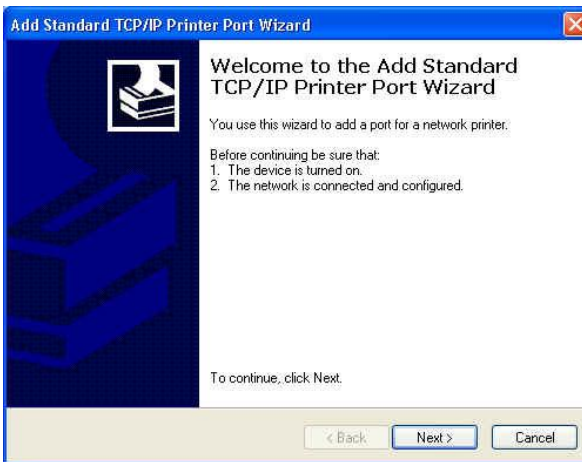 Add Standard TCP/IP Printer Port Wizard
Welcome to the Add Standard
TCP/IP Printer Port Wizard
You use this wizard to add a port for a network printer.
Before continuing be sure that:
1. The device is turned on.
2. The network is connected and configured.
To continue, click Next.
< Back Next > Cancel